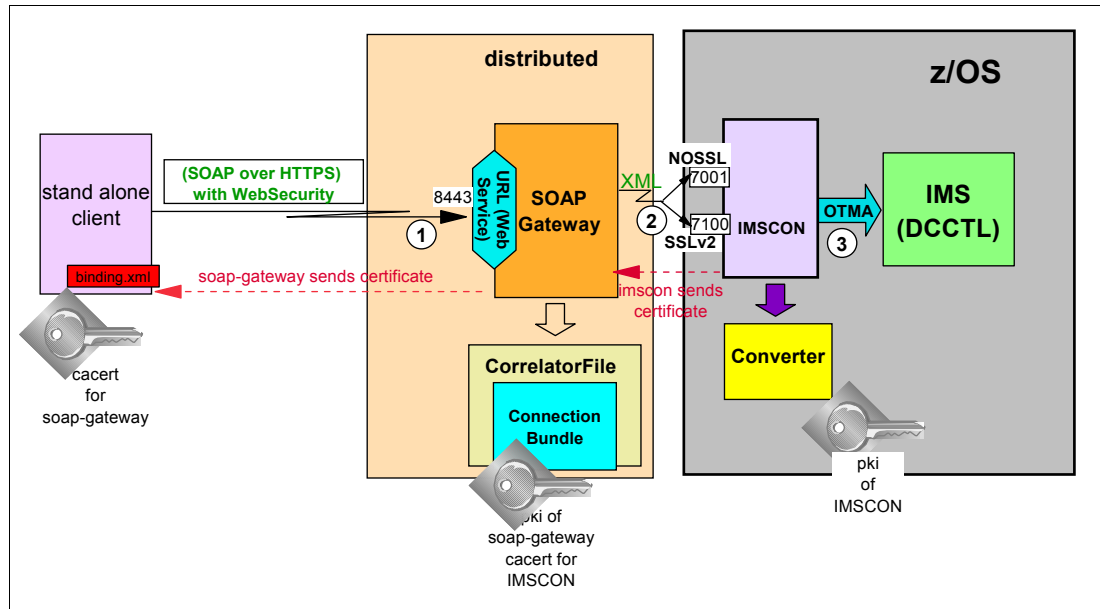 distributed
z/OS
stand alone
client
binding.xml
(SOAP over HTTPS)
with WebSecurity
8443
1
URL (Web
Service)
SOAP
Gateway
XML
2
NOSSL
7001
7100
SSLv2
IMSCON
OTMA
3
IMS
(DCCTL)
soap-gateway sends certificate
imscon sends
certificate
cacert
for
soap-gateway
CorrelatorFile
Connection
Bundle
pki of
soap-gateway
cacert for
IMSCON
Converter
pki
of
IMSCON